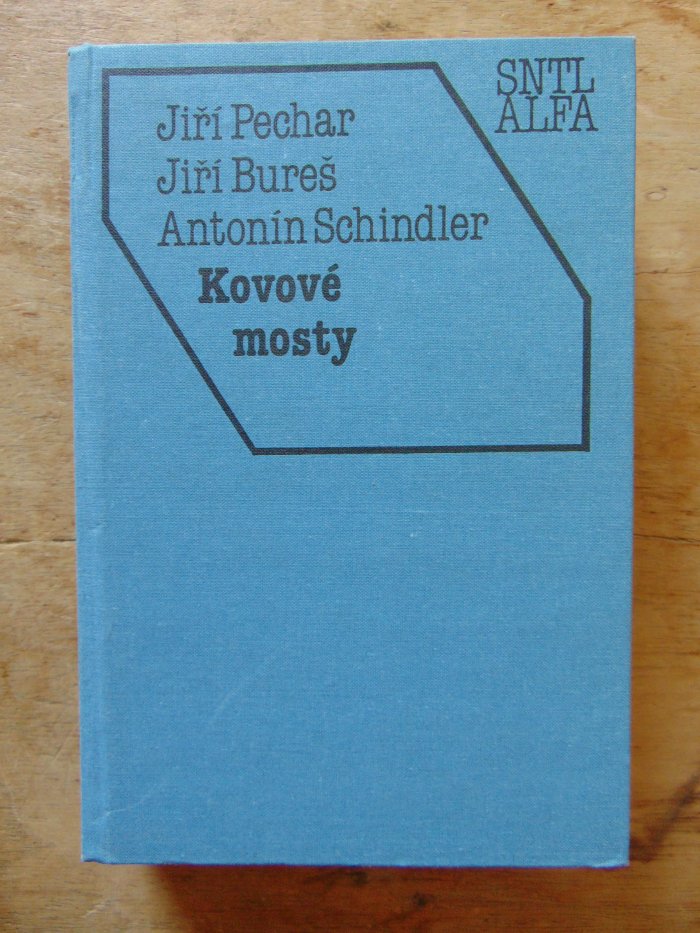 SNTL
ALFA
Jiří Pechar
Jiří Bureš
Antonín Schindler
Kovové
mosty